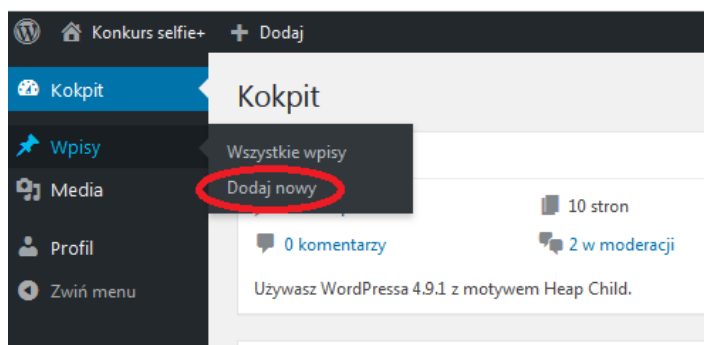 Konkurs selfie+ Dodaj
Kokpit
Kokpit
Wpisy
Wszystkie wpisy
Dodaj nowy
Media
10 stron
Profil
0 komentarzy
2 w moderacji
Zwiń menu
Używasz WordPressa 4.9.1 z motywem Heap Child.